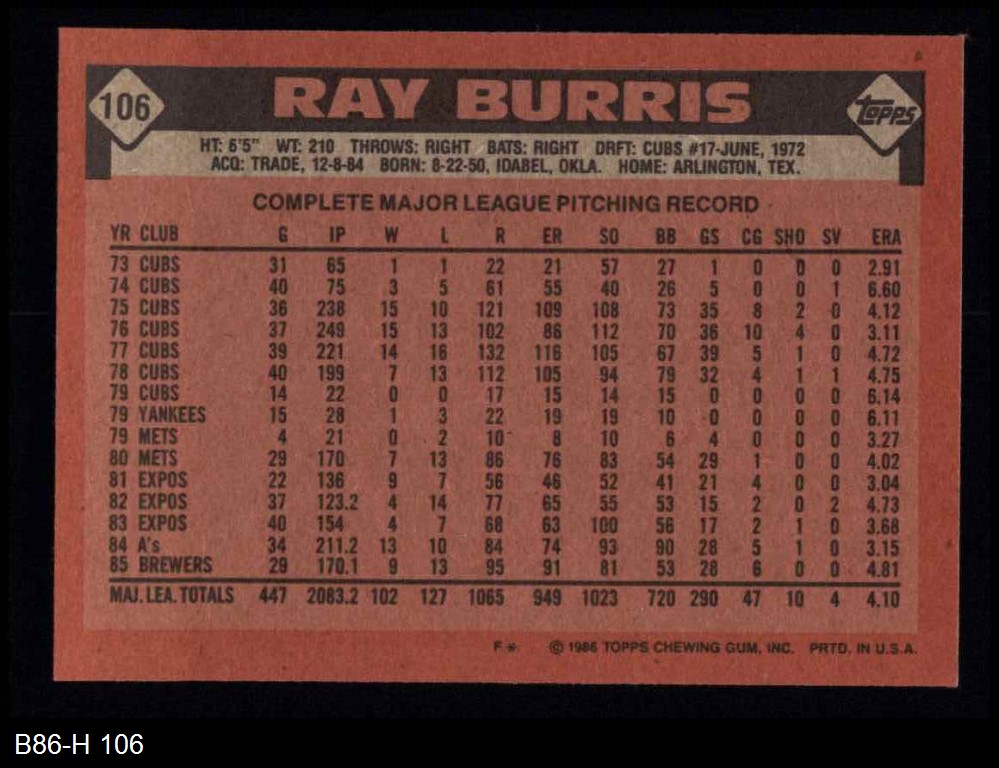 106 RAY BURRIS topps
HT: 6'5" WT: 210 THROWS: RIGHT BATS: RIGHT DRFT: CUBS #17-JUNE, 1972
ACQ: TRADE, 12-8-84 BORN: 8-22-50, IDABEL, OKLA. HOME: ARLINGTON, TEX.
COMPLETE MAJOR LEAGUE PITCHING RECORD
YR CLUB G IP W L R ER SO BB GS CG SHO SV ERA
73 CUBS 31 65 1 1 22 21 57 27 1 0 0 0 2.91
74 CUBS 40 75 3 5 61 55 40 26 5 0 0 1 6.60
75 CUBS 36 238 15 10 121 109 108 73 35 8 2 0 4.12
76 CUBS 37 249 15 13 102 86 112 70 36 10 4 0 3.11
77 CUBS 39 221 14 16 132 116 105 67 39 5 1 0 4.72
78 CUBS 40 199 7 13 112 105 94 79 32 4 1 1 4.75
79 CUBS 14 22 0 0 17 15 14 15 0 0 0 0 6.14
79 YANKEES 15 28 1 3 22 19 19 10 0 0 0 0 6.11
79 METS 4 21 0 2 10 8 10 6 4 0 0 0 3.27
80 METS 29 170 7 13 86 76 83 54 29 1 0 0 4.02
81 EXPOS 22 136 9 7 56 46 52 41 21 4 0 0 3.04
82 EXPOS 37 123.2 4 14 77 65 55 53 15 2 0 2 4.73
83 EXPOS 40 154 4 7 68 63 100 56 17 2 1 0 3.68
84 A's 34 211.2 13 10 84 74 93 90 28 5 1 0 3.15
85 BREWERS 29 170.1 9 13 95 91 81 53 28 6 0 0 4.81
MAJ. LEA. TOTALS 447 2083.2 102 127 1065 949 1023 720 290 47 10 4 4.10
F* © 1986 TOPPS CHEWING GUM, INC. PRTD. IN U.S.A.
B86-H 106